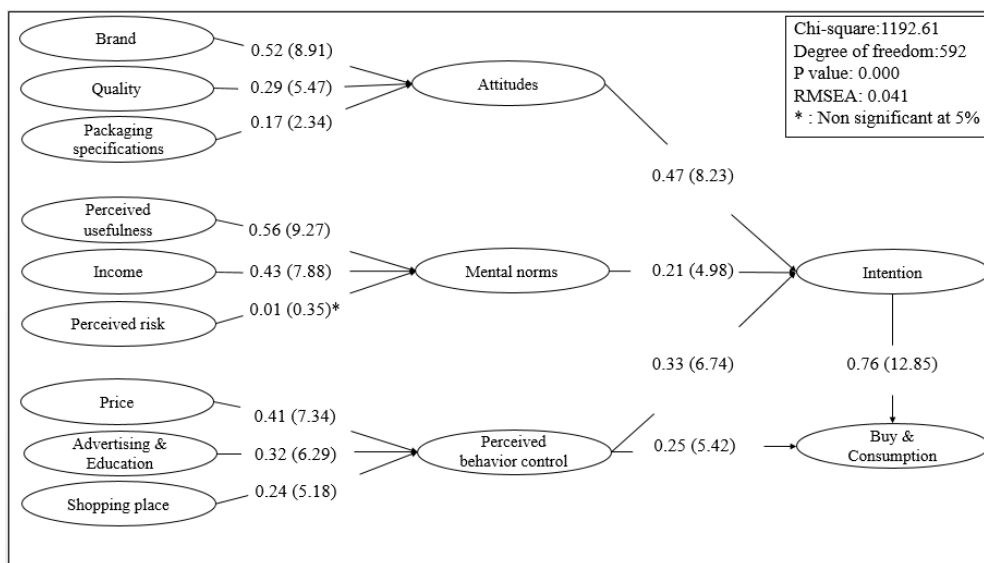 Brand
0.52 (8.91)
Quality
0.29 (5.47)
Packaging
specifications
0.17 (2.34)
Attitudes
Chi-square:1192.61
Degree of freedom:592
P value: 0.000
RMSEA: 0.041
* : Non significant at 5%
0.47 (8.23)
Perceived
usefulness
0.56 (9.27)
Income
0.43 (7.88)
Perceived risk
0.01 (0.35)*
Mental norms
0.21 (4.98)
Intention
0.33 (6.74)
0.76 (12.85)
Price
0.41 (7.34)
Advertising &
Education
0.32 (6.29)
Shopping place
0.24 (5.18)
Perceived
behavior control
0.25 (5.42)
Buy &
Consumption